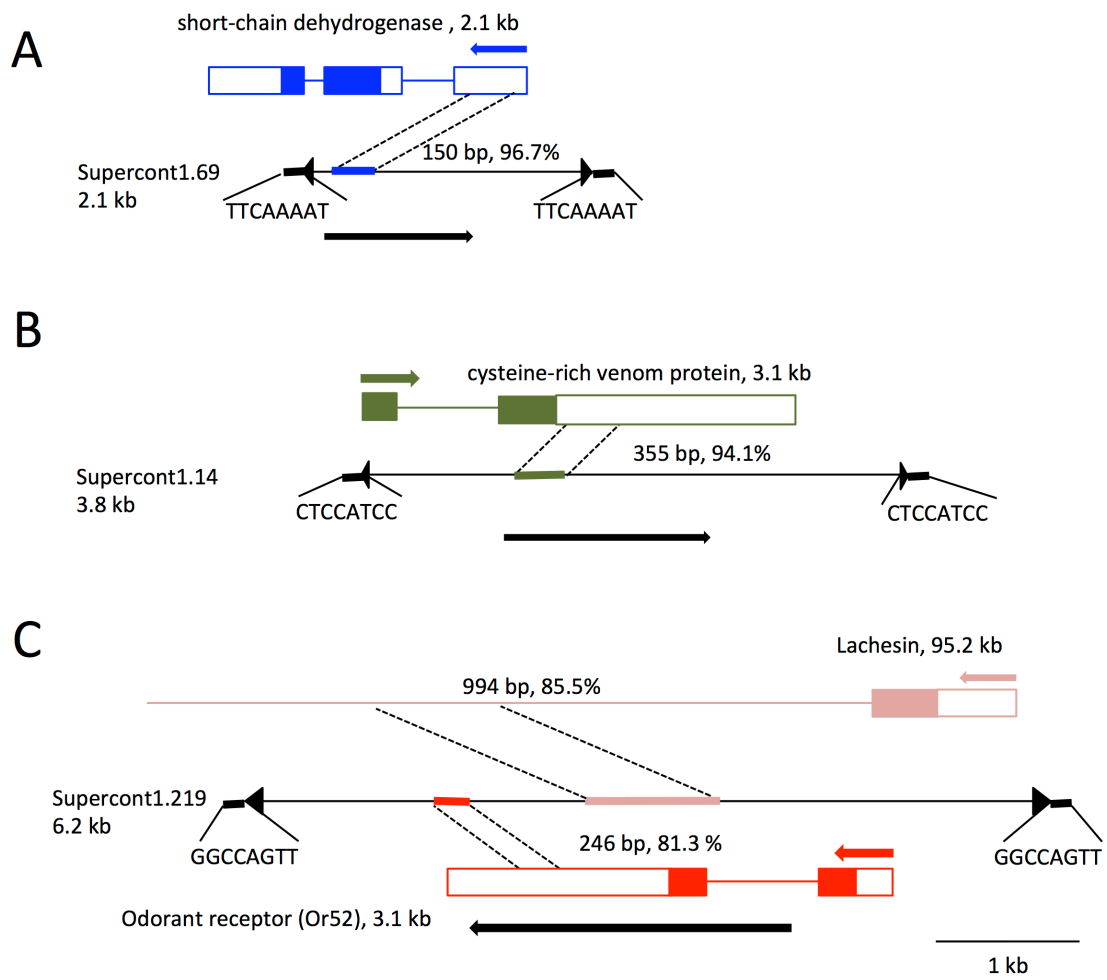 A
short-chain dehydrogenase , 2.1 kb
150 bp, 96.7%
Supercont1.69
2.1 kb
TTCAAAAT
TTCAAAAT
B
cysteine-rich venom protein, 3.1 kb
355 bp, 94.1%
Supercont1.14
3.8 kb
CTCCATCC
CTCCATCC
C
Lachesin, 95.2 kb
994 bp, 85.5%
Supercont1.219
6.2 kb
GGCCAGTT
GGCCAGTT
246 bp, 81.3 %
Odorant receptor (Or52), 3.1 kb
1 kb